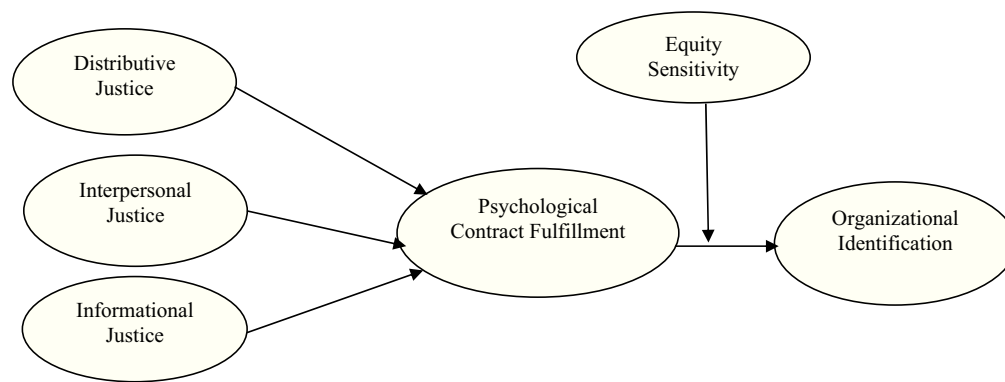 Distributive
Justice
Interpersonal
Justice
Informational
Justice
Psychological
Contract Fulfillment
Equity
Sensitivity
Organizational
Identification